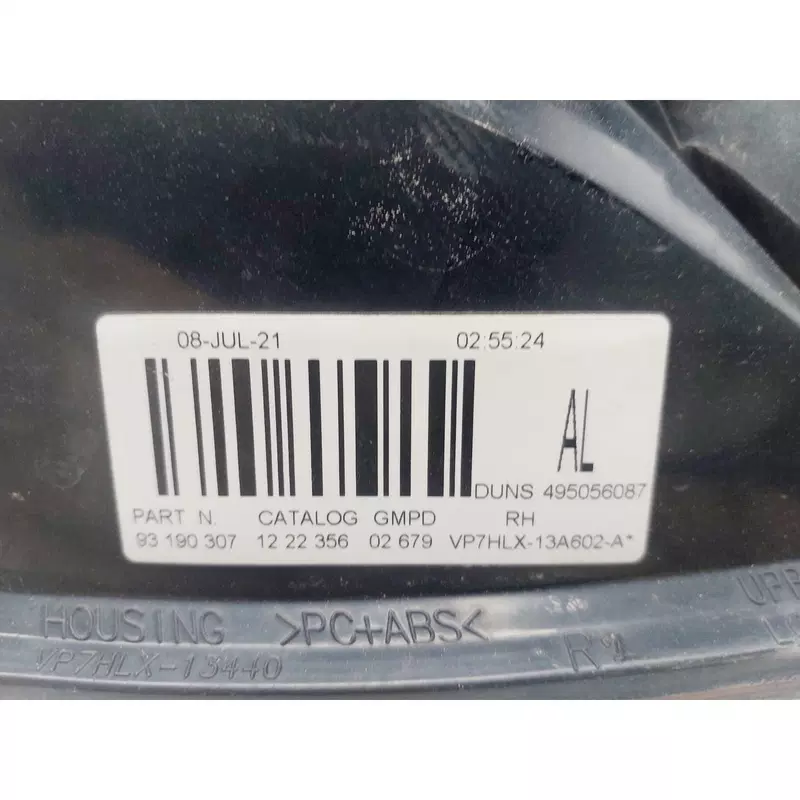 08-JUL-21 02:55:24
AL
DUNS 495056087
PART N. CATALOG GMPD RH
93 190 307 12 22 356 02 679 VP7HLX-13A602-A*
HOUSING >PC+ABS<
VP7HLX-13440